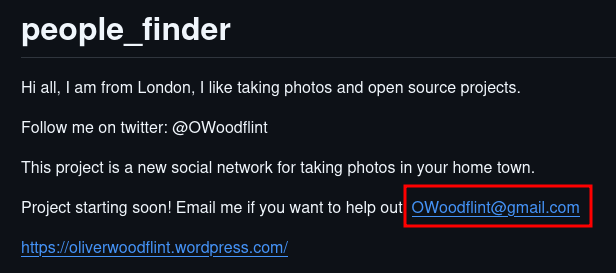 people_finder
Hi all, I am from London, I like taking photos and open source projects.
Follow me on twitter: @OWoodflint
This project is a new social network for taking photos in your home town.
Project starting soon! Email me if you want to help out OWoodflint@gmail.com
https://oliverwoodflint.wordpress.com/